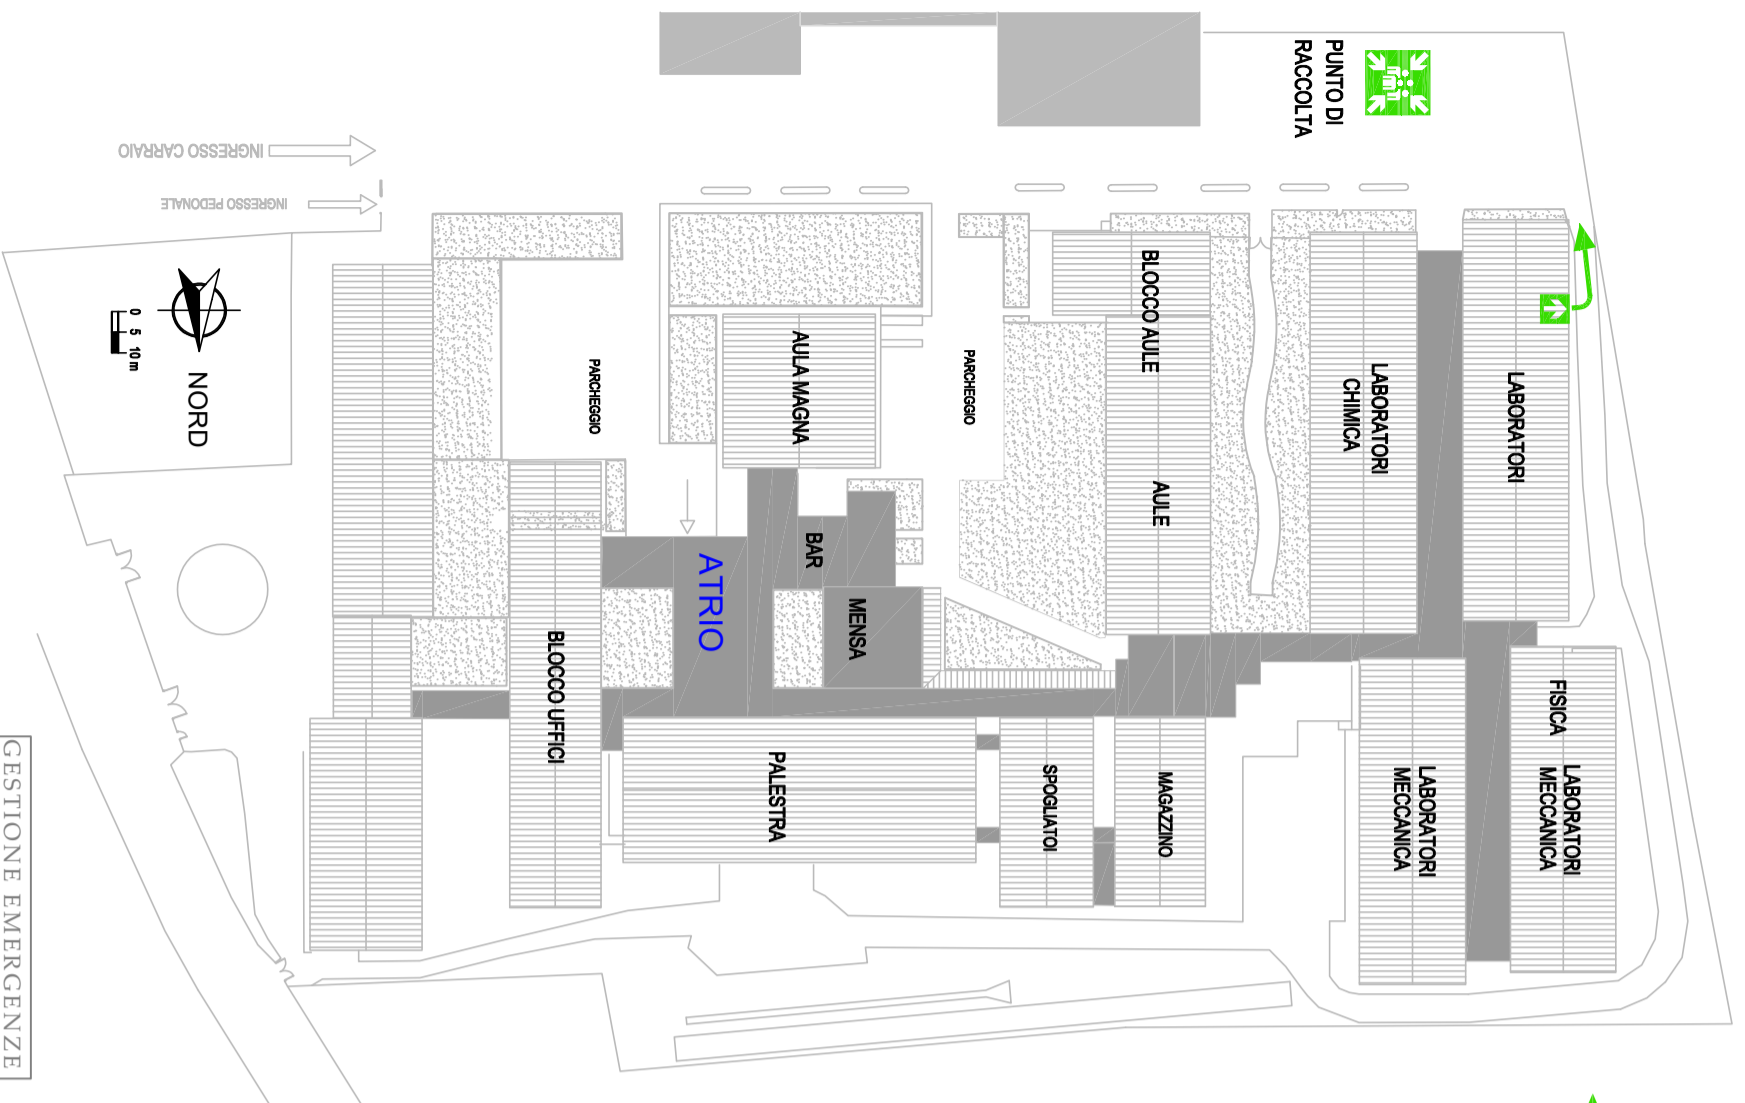 PUNTO DI
RACCOLTA
INGRESSO CARRAIO
INGRESSO PEDONALE
0 5 10 m
NORD
PARCHEGGIO
AULA MAGNA
PARCHEGGIO
BLOCCO AULE
AULE
LABORATORI
CHIMICA
LABORATORI
ATRIO
BAR
MENSA
BLOCCO UFFICI
PALESTRA
SPOGLIATOI
MAGAZZINO
LABORATORI
MECCANICA
FISICA
LABORATORI
MECCANICA
GESTIONE EMERGENZE